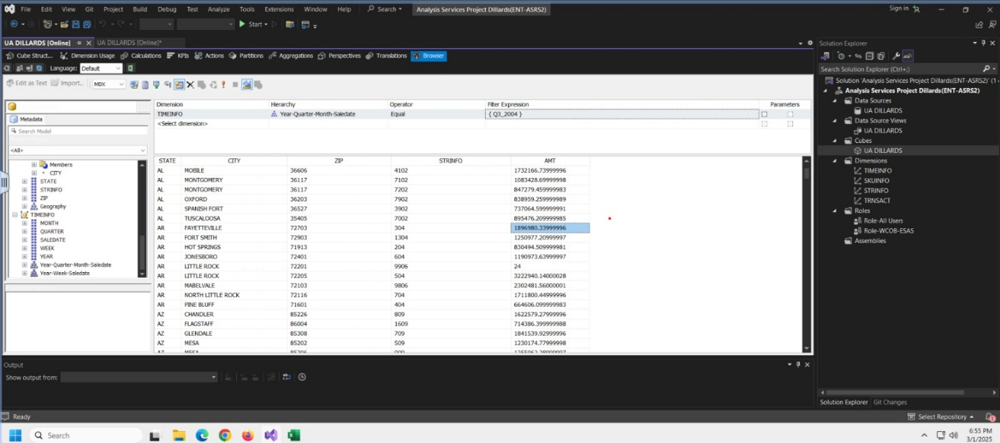 File Edit View Git Project Build Debug Test Analyze Tools Extensions Window Help Search Analysis Services Project Dillards(ENT-ASRS2) Sign in
Start
UA DILLARDS [Online] UA DILLARDS [Online]*
Cube Struct... Dimension Usage Calculations KPIs Actions Partitions Aggregations Perspectives Translations Browser
Language: Default
Edit as Text Import... MDX
Metadata
Search Model
<All>
Members
CITY
STATE
STRINFO
ZIP
Geography
TIMEINFO
MONTH
QUARTER
SALEDATE
WEEK
YEAR
Year-Quarter-Month-Saledate
Year-Week-Saledate
Dimension Hierarchy Operator Filter Expression Parameters
TIMEINFO Year-Quarter-Month-Saledate Equal { Q3_2004 }
<Select dimension>
STATE CITY ZIP STRINFO AMT
AL MOBILE 36606 4102 1732166.73999996
AL MONTGOMERY 36117 7102 1083428.69999998
AL MONTGOMERY 36117 7202 847279.459999983
AL OXFORD 36203 7902 838959.259999989
AL SPANISH FORT 36527 3902 737064.599999991
AL TUSCALOOSA 35405 7002 895476.209999985
AR FAYETTEVILLE 72703 304 1896980.33999996
AR FORT SMITH 72903 1304 1250977.20999997
AR HOT SPRINGS 71913 204 830494.509999981
AR JONESBORO 72401 604 1190973.63999997
AR LITTLE ROCK 72201 9906 24
AR LITTLE ROCK 72205 504 3222940.14000028
AR MABELVALE 72103 9806 2302481.56000001
AR NORTH LITTLE ROCK 72116 704 1711800.44999996
AR PINE BLUFF 71601 404 664606.099999983
AZ CHANDLER 85226 809 1622579.27999996
AZ FLAGSTAFF 86004 1609 714386.399999988
AZ GLENDALE 85308 709 1841539.92999996
AZ MESA 85202 509 1230174.77999998
Output
Show output from:
Ready
Solution Explorer
Search Solution Explorer (Ctrl+;)
Solution 'Analysis Services Project Dillards(ENT-ASRS2)' (1
Analysis Services Project Dillards(ENT-ASRS2)
Data Sources
UA DILLARDS
Data Source Views
UA DILLARDS
Cubes
UA DILLARDS
Dimensions
TIMEINFO
SKUINFO
STRINFO
TRNSACT
Roles
Role-All Users
Role-WCOB-ESAS
Assemblies
Solution Explorer Git Changes
Select Repository
Search
6:55 PM
3/1/2025